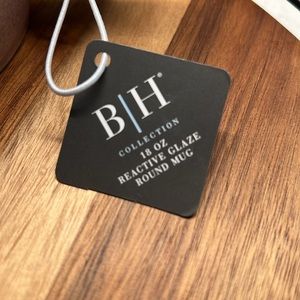 B|H®
COLLECTION
18 OZ
REACTIVE GLAZE
ROUND MUG